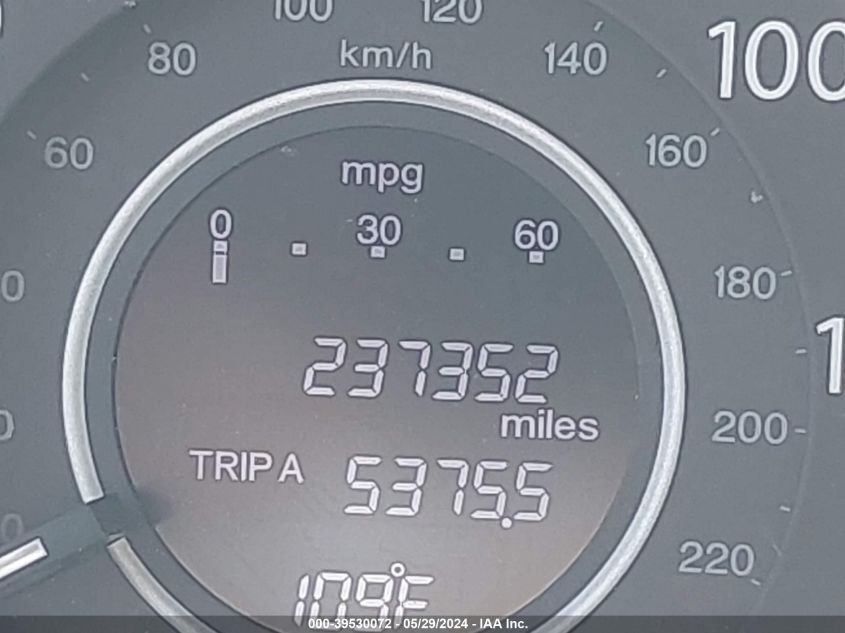 100 120
80 km/h 140 100
60 160
mpg
0 30 60
180
237352
miles
200
TRIP A 5375.5
220
109°F
000-39530072 - 05/29/2024 - IAA Inc.